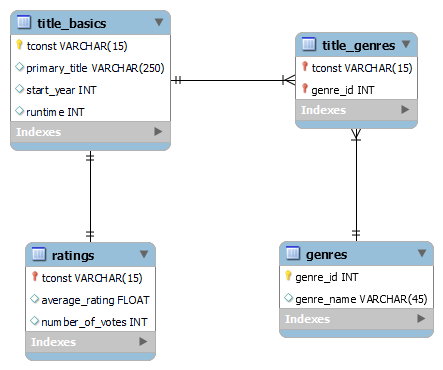 title_basics
tconst VARCHAR(15)
primary_title VARCHAR(250)
start_year INT
runtime INT
Indexes
title_genres
tconst VARCHAR(15)
genre_id INT
Indexes
ratings
tconst VARCHAR(15)
average_rating FLOAT
number_of_votes INT
Indexes
genres
genre_id INT
genre_name VARCHAR(45)
Indexes